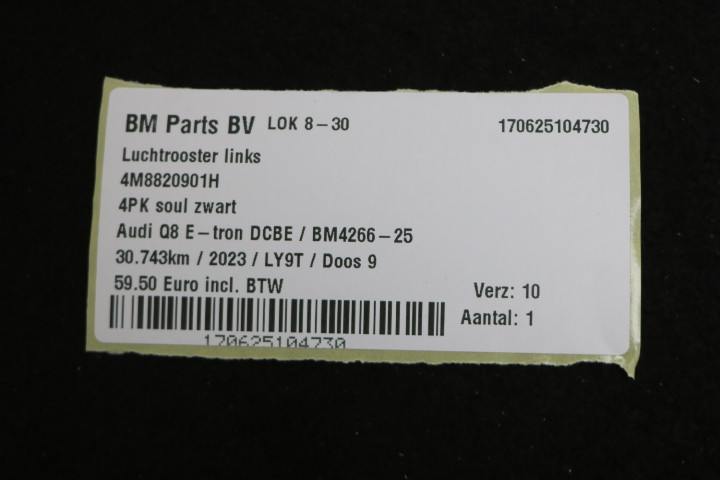 BM Parts BV LOK 8-30 170625104730
Luchtrooster links
4M8820901H
4PK soul zwart
Audi Q8 E-tron DCBE / BM4266-25
30.743km / 2023 / LY9T / Doos 9
59.50 Euro incl. BTW Verz: 10
Aantal: 1
170625104730